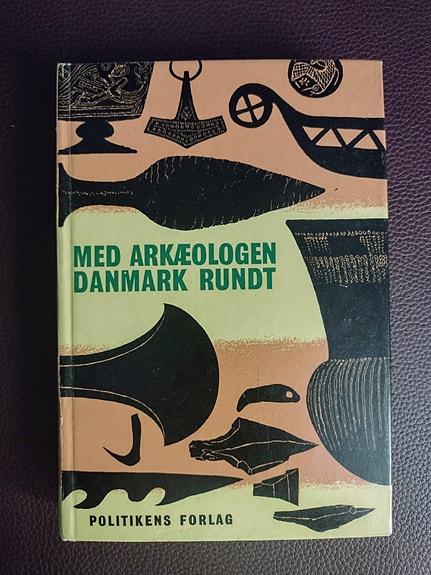 MED ARKÆOLOGEN
DANMARK RUNDT
POLITIKENS FORLAG